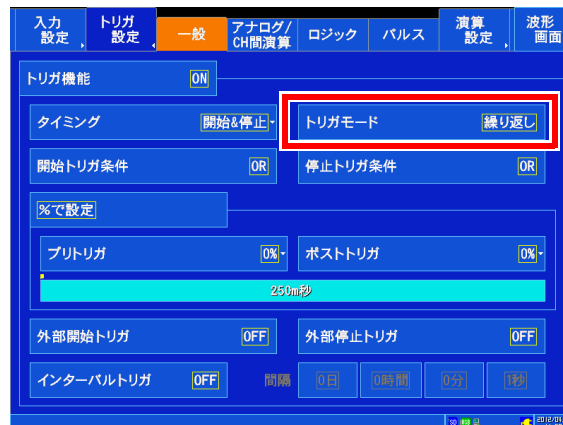 入力
設定
トリガ
設定
一般
アナログ/
CH間演算
ロジック
パルス
演算
設定
波形
画面
トリガ機能 ON
タイミング 開始&停止
トリガモード 繰り返し
開始トリガ条件 OR
停止トリガ条件 OR
%で設定
プリトリガ 0%
ポストトリガ 0%
250m秒
外部開始トリガ OFF
外部停止トリガ OFF
インターバルトリガ OFF 間隔 0日 0時間 0分 1秒
SD USB